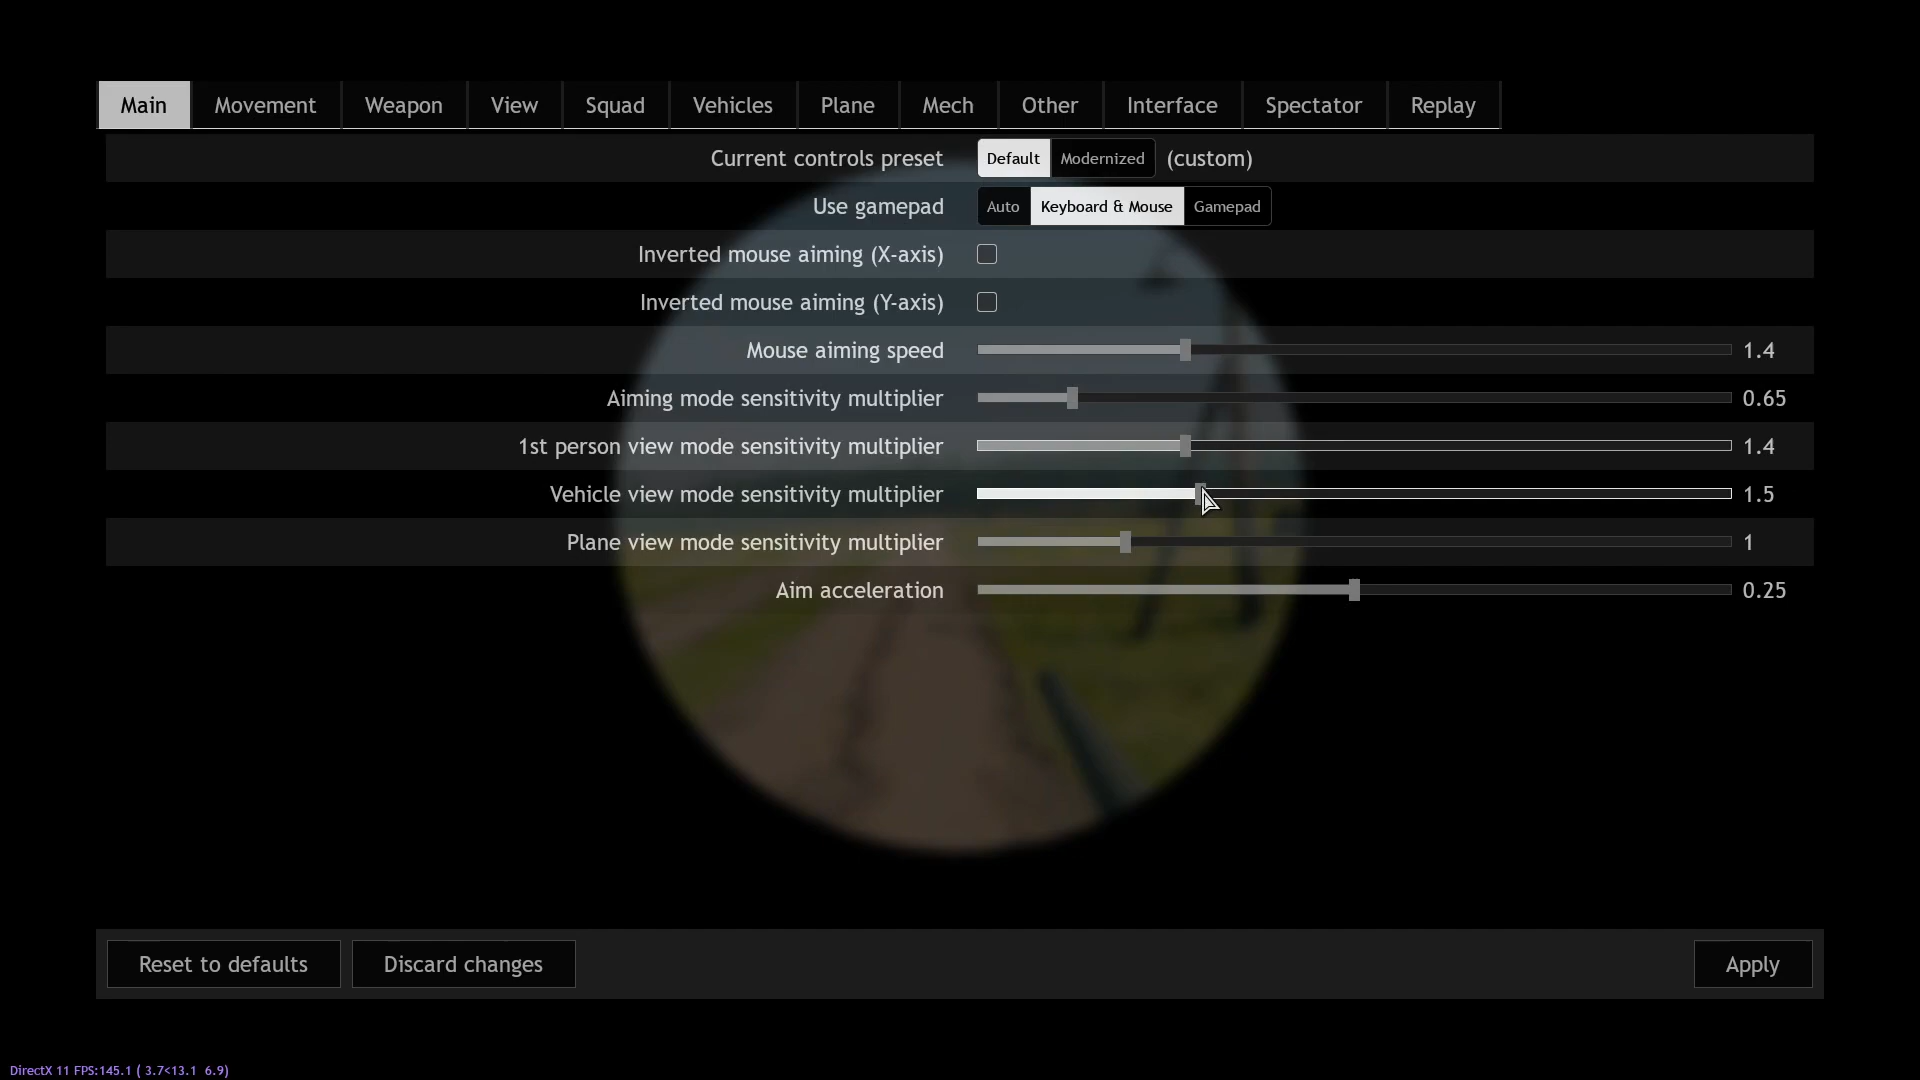 Main Movement Weapon View Squad Vehicles Plane Mech Other Interface Spectator Replay
Current controls preset Default Modernized (custom)
Use gamepad Auto Keyboard & Mouse Gamepad
Inverted mouse aiming (X-axis)
Inverted mouse aiming (Y-axis)
Mouse aiming speed 1.4
Aiming mode sensitivity multiplier 0.65
1st person view mode sensitivity multiplier 1.4
Vehicle view mode sensitivity multiplier 1.5
Plane view mode sensitivity multiplier 1
Aim acceleration 0.25
Reset to defaults Discard changes Apply
DirectX 11 FPS:145.1 ( 3.7<13.1 6.9)